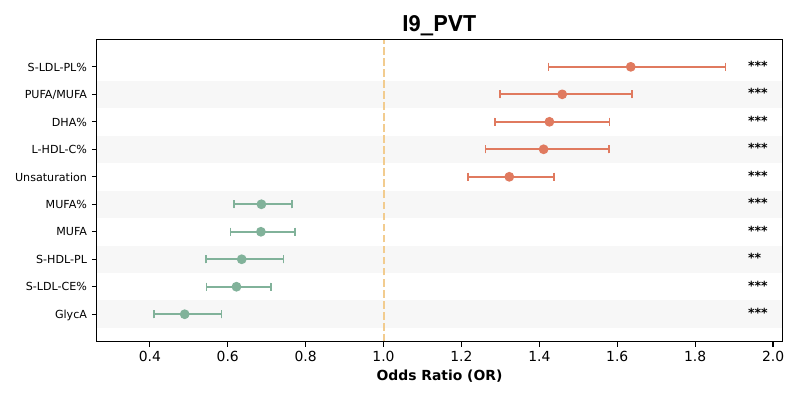 I9_PVT
S-LDL-PL% ***
PUFA/MUFA ***
DHA% ***
L-HDL-C% ***
Unsaturation ***
MUFA% ***
MUFA ***
S-HDL-PL **
S-LDL-CE% ***
GlycA ***
0.4 0.6 0.8 1.0 1.2 1.4 1.6 1.8 2.0
Odds Ratio (OR)